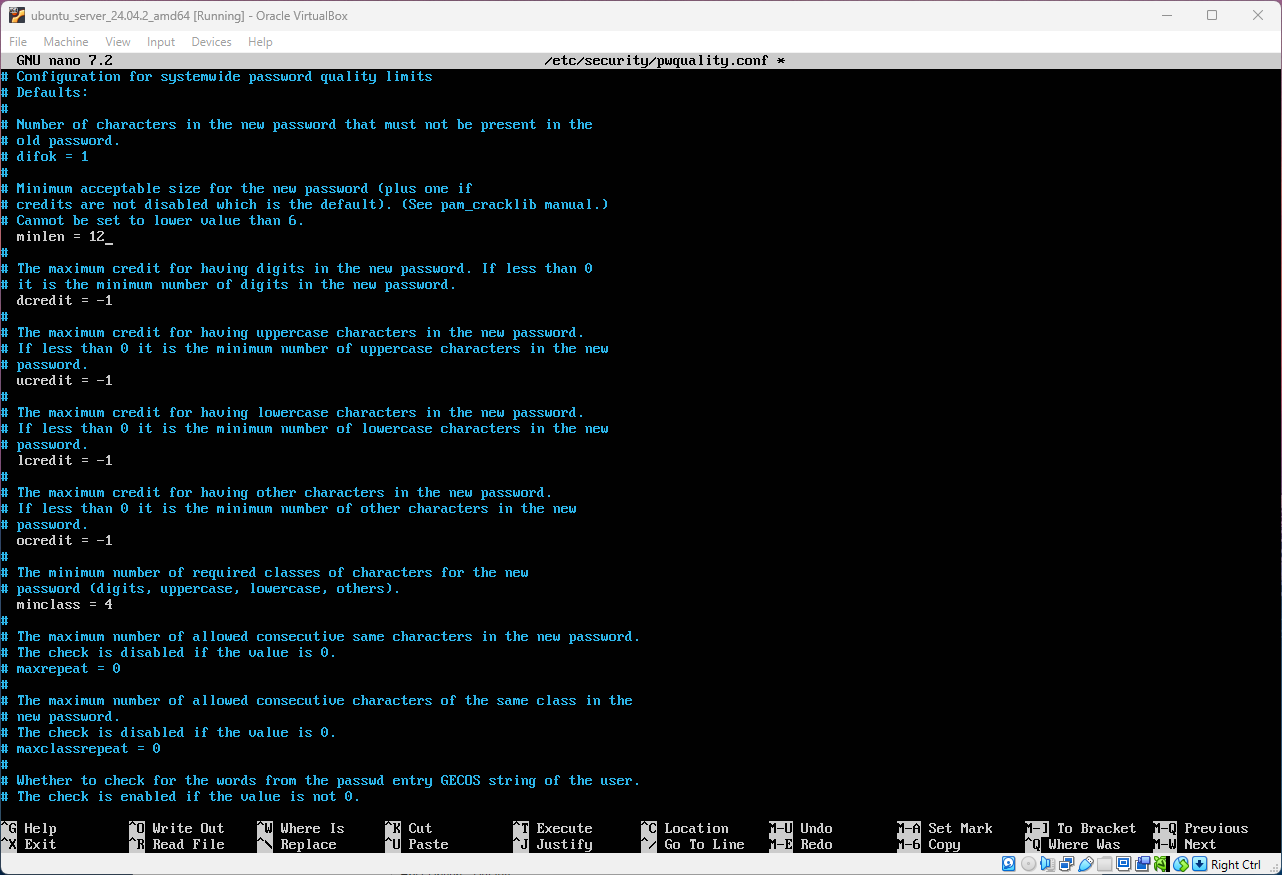 ubuntu_server_24.04.2_amd64 [Running] - Oracle VirtualBox
File Machine View Input Devices Help
GNU nano 7.2 /etc/security/pwquality.conf *
# Configuration for systemwide password quality limits
# Defaults:
#
# Number of characters in the new password that must not be present in the
# old password.
# difok = 1
#
# Minimum acceptable size for the new password (plus one if
# credits are not disabled which is the default). (See pam_cracklib manual.)
# Cannot be set to lower value than 6.
minlen = 12_
#
# The maximum credit for having digits in the new password. If less than 0
# it is the minimum number of digits in the new password.
dcredit = -1
#
# The maximum credit for having uppercase characters in the new password.
# If less than 0 it is the minimum number of uppercase characters in the new
# password.
ucredit = -1
#
# The maximum credit for having lowercase characters in the new password.
# If less than 0 it is the minimum number of lowercase characters in the new
# password.
lcredit = -1
#
# The maximum credit for having other characters in the new password.
# If less than 0 it is the minimum number of other characters in the new
# password.
ocredit = -1
#
# The minimum number of required classes of characters for the new
# password (digits, uppercase, lowercase, others).
minclass = 4
#
# The maximum number of allowed consecutive same characters in the new password.
# The check is disabled if the value is 0.
# maxrepeat = 0
#
# The maximum number of allowed consecutive characters of the same class in the
# new password.
# The check is disabled if the value is 0.
# maxclassrepeat = 0
#
# Whether to check for the words from the passwd entry GECOS string of the user.
# The check is enabled if the value is not 0.
^G Help ^O Write Out ^W Where Is ^K Cut ^T Execute ^C Location M-U Undo M-A Set Mark M-] To Bracket M-Q Previous
^X Exit ^R Read File ^\ Replace ^U Paste ^J Justify ^/ Go To Line M-E Redo M-6 Copy ^Q Where Was M-W Next
Right Ctrl